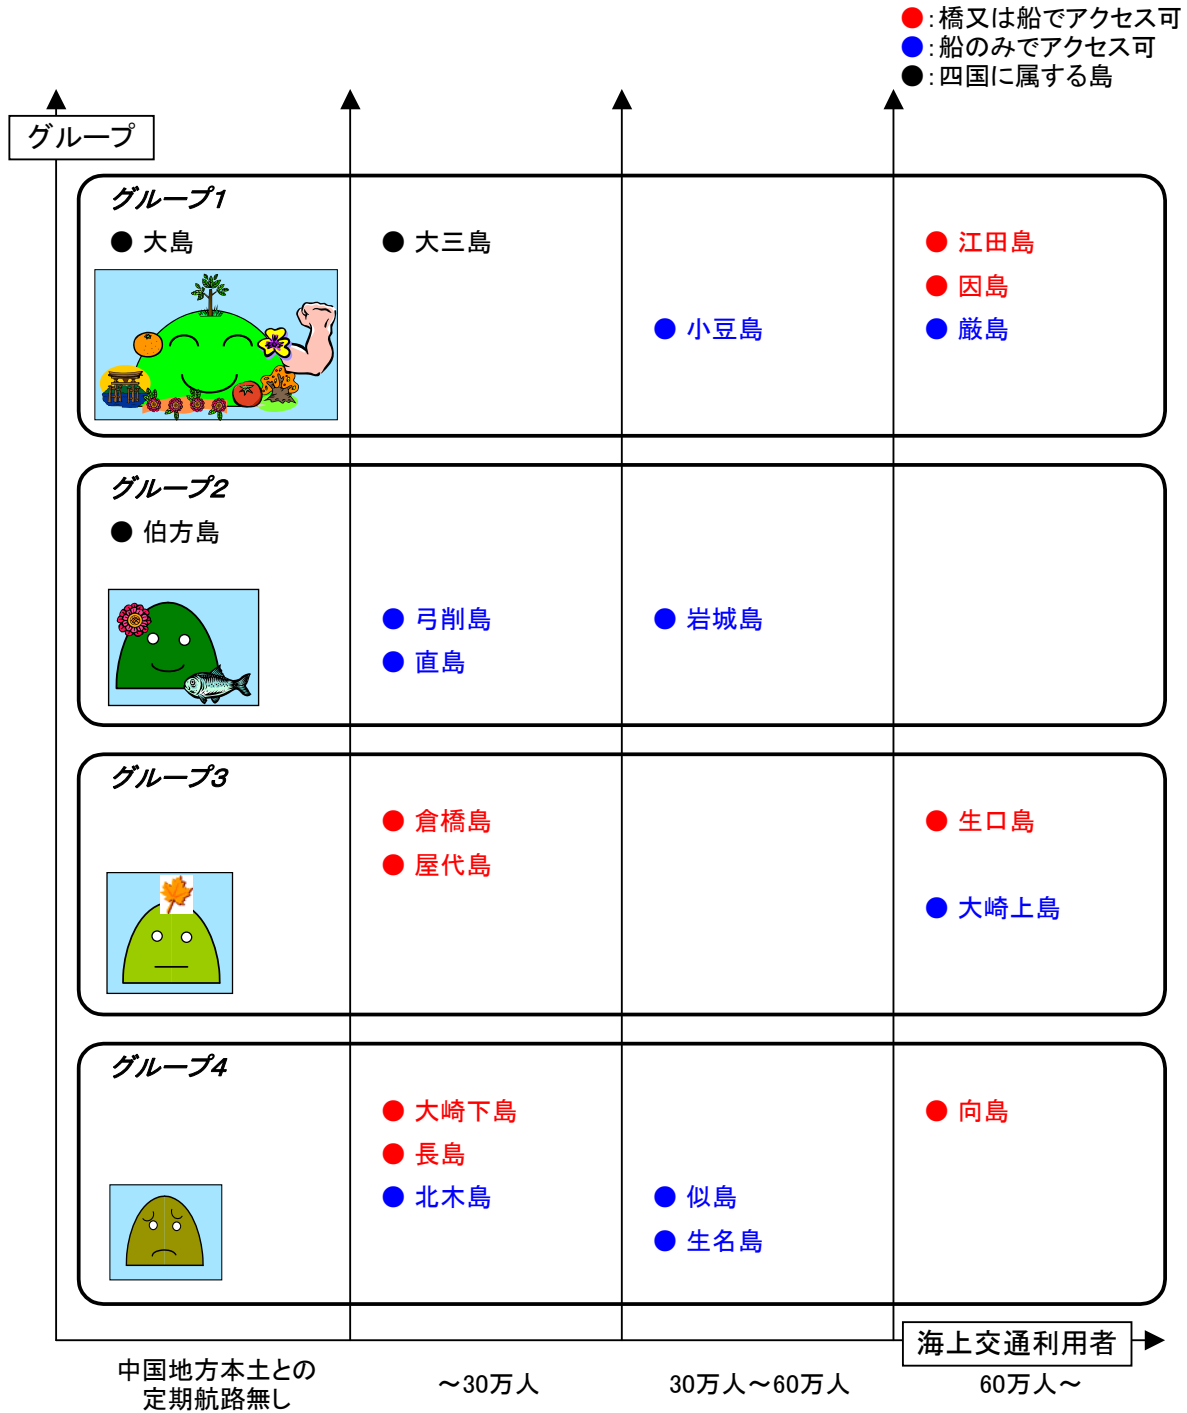 ●：橋又は船でアクセス可
●：船のみでアクセス可
●：四国に属する島
グループ
グループ1
● 大島
● 大三島
● 江田島
● 因島
● 小豆島
● 厳島
グループ2
● 伯方島
● 弓削島
● 岩城島
● 直島
グループ3
● 倉橋島
● 生口島
● 屋代島
● 大崎上島
グループ4
● 大崎下島
● 向島
● 長島
● 北木島
● 似島
● 生名島
海上交通利用者
中国地方本土との
定期航路無し
～30万人
30万人～60万人
60万人～